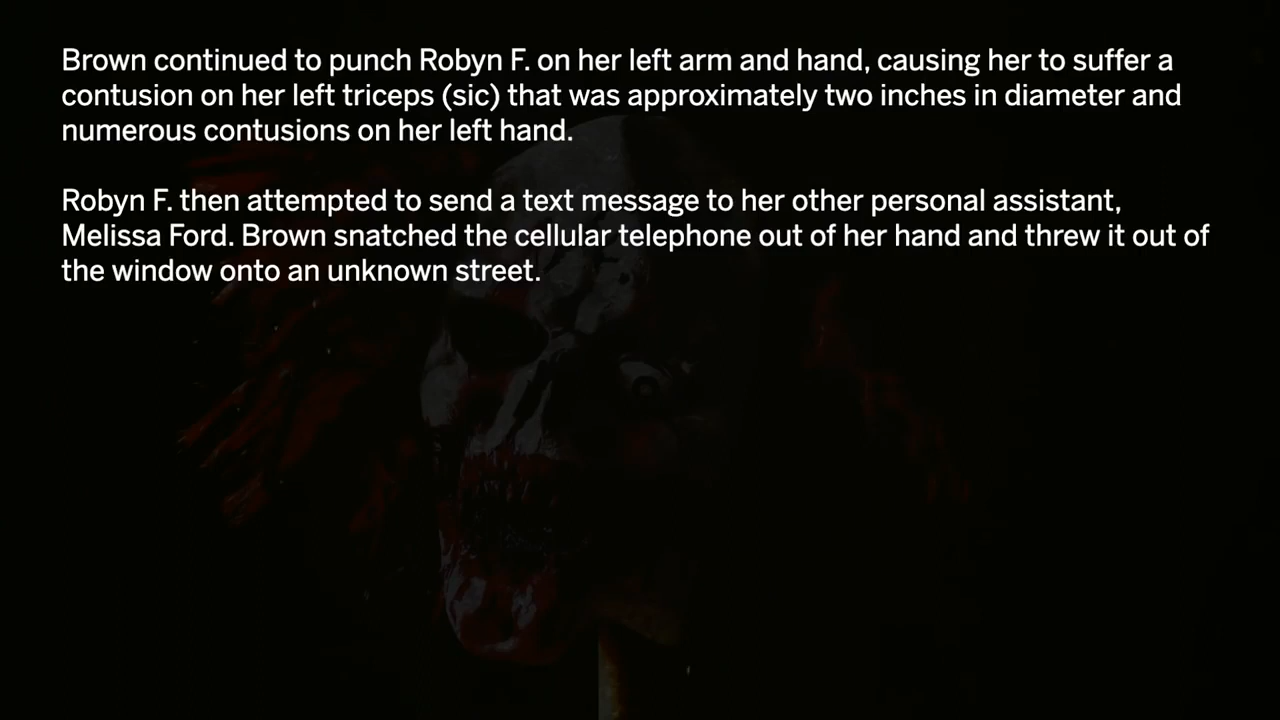 Brown continued to punch Robyn F. on her left arm and hand, causing her to suffer a
contusion on her left triceps (sic) that was approximately two inches in diameter and
numerous contusions on her left hand.
Robyn F. then attempted to send a text message to her other personal assistant,
Melissa Ford. Brown snatched the cellular telephone out of her hand and threw it out of
the window onto an unknown street.